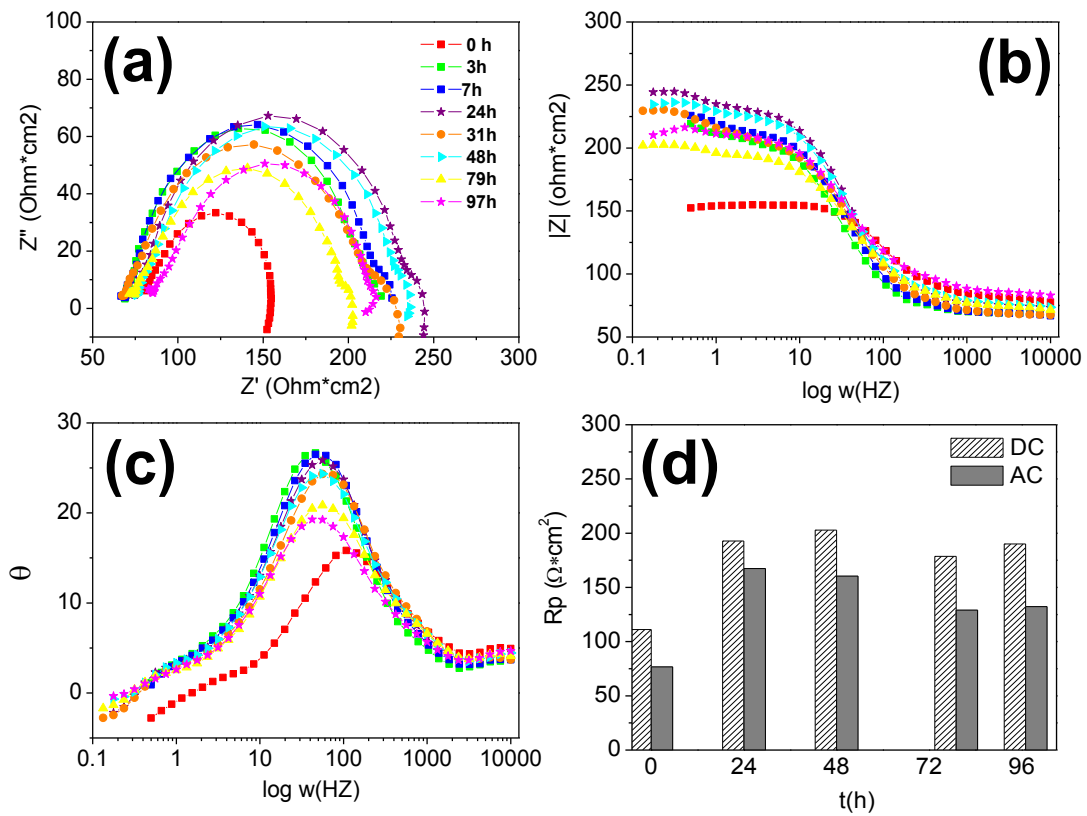 (a)
100
80
60
40
20
0
Z" (Ohm*cm2)
50 100 150 200 250 300
Z' (Ohm*cm2)
0 h
3h
7h
24h
31h
48h
79h
97h
(b)
300
250
200
150
100
50
|Z| (ohm*cm2)
0.1 1 10 100 1000 10000
log w(HZ)
(c)
30
20
10
0
θ
0.1 1 10 100 1000 10000
log w(HZ)
(d)
300
250
200
150
100
50
0
Rp (Ω*cm²)
DC
AC
0 24 48 72 96
t(h)